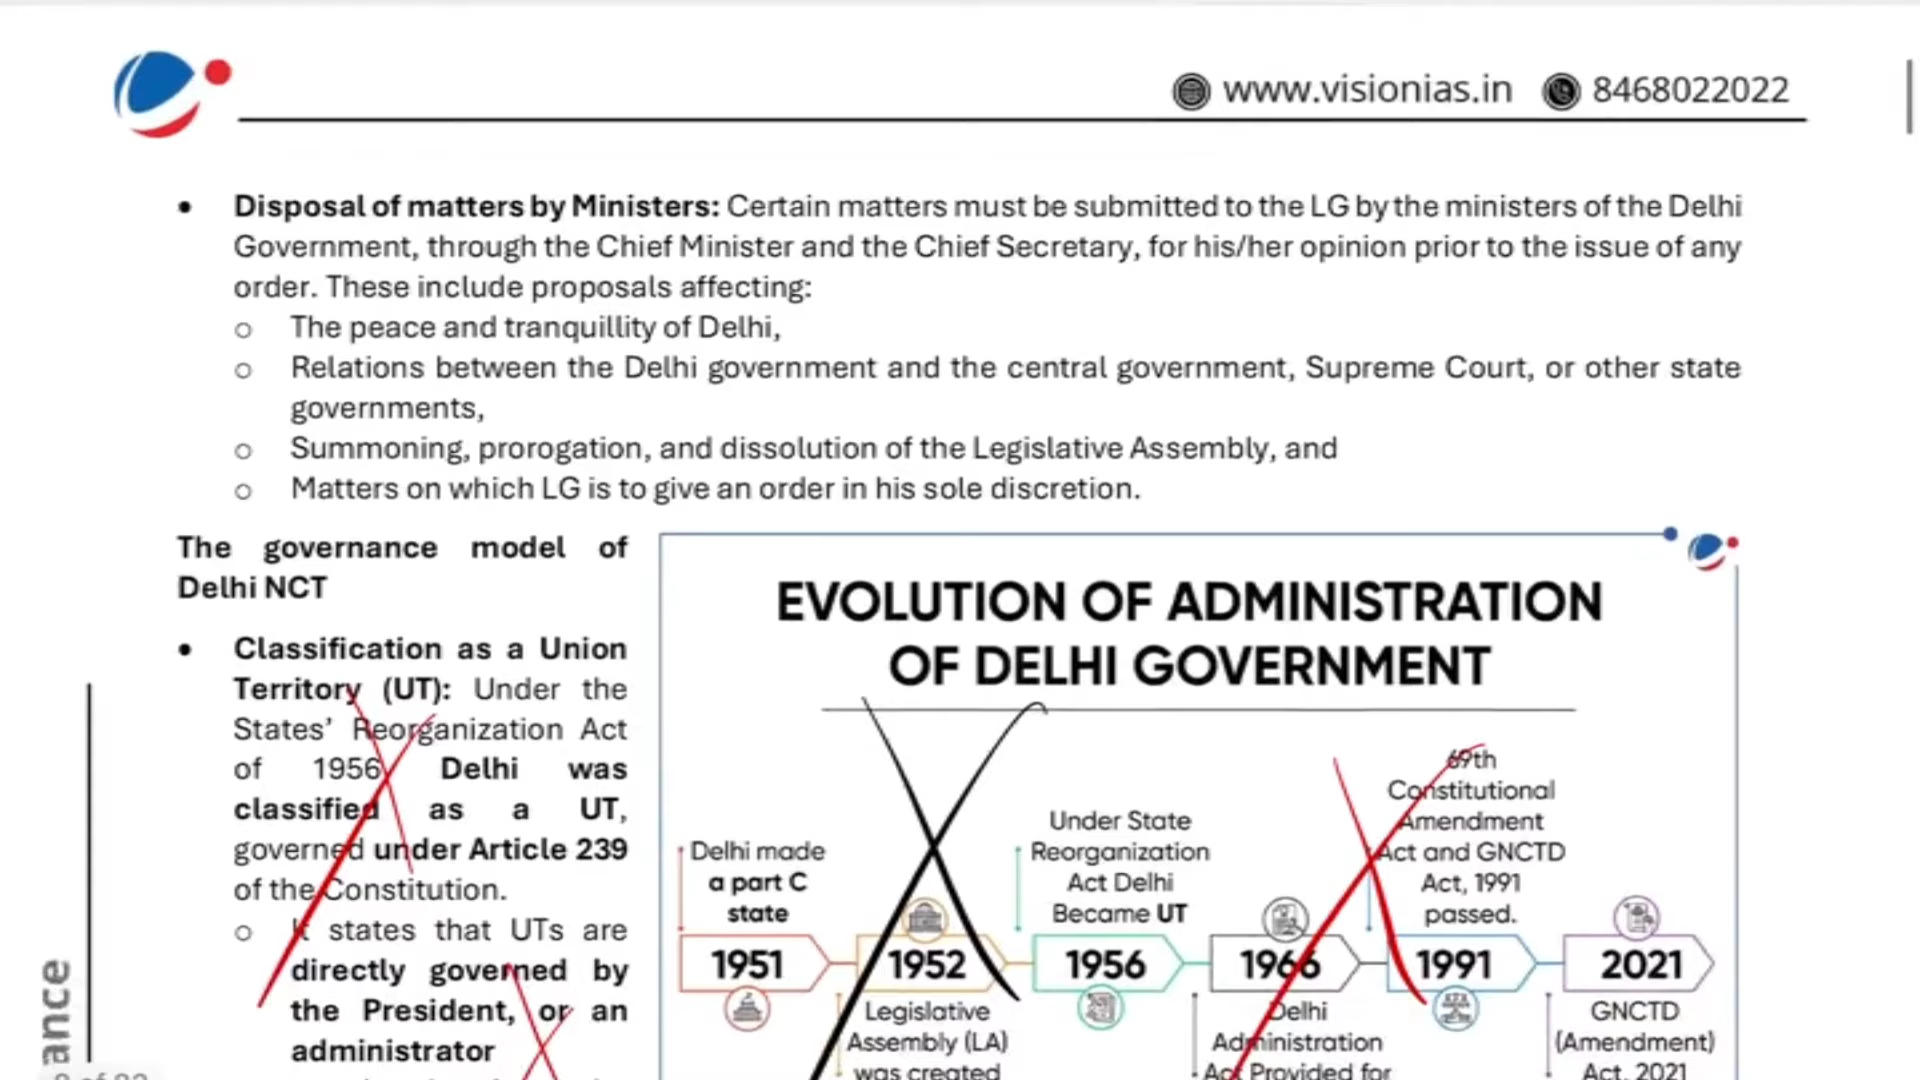 www.visionias.in 8468022022
Disposal of matters by Ministers: Certain matters must be submitted to the LG by the ministers of the Delhi
Government, through the Chief Minister and the Chief Secretary, for his/her opinion prior to the issue of any
order. These include proposals affecting:
The peace and tranquillity of Delhi,
Relations between the Delhi government and the central government, Supreme Court, or other state
governments,
Summoning, prorogation, and dissolution of the Legislative Assembly, and
Matters on which LG is to give an order in his sole discretion.
The governance model of
Delhi NCT
Classification as a Union
Territory (UT): Under the
States' Reorganization Act
of 1956 Delhi was
classified as a UT,
governed under Article 239
of the Constitution.
It states that UTs are
directly governed by
the President, or an
administrator
EVOLUTION OF ADMINISTRATION
OF DELHI GOVERNMENT
Delhi made
a part C
state
1951
1952
Legislative
Assembly (LA)
was created
Under State
Reorganization
Act Delhi
Became UT
1956
1966
Delhi
Administration
Act Provided for
69th
Constitutional
Amendment
Act and GNCTD
Act, 1991
passed.
1991
2021
GNCTD
(Amendment)
Act, 2021
ance